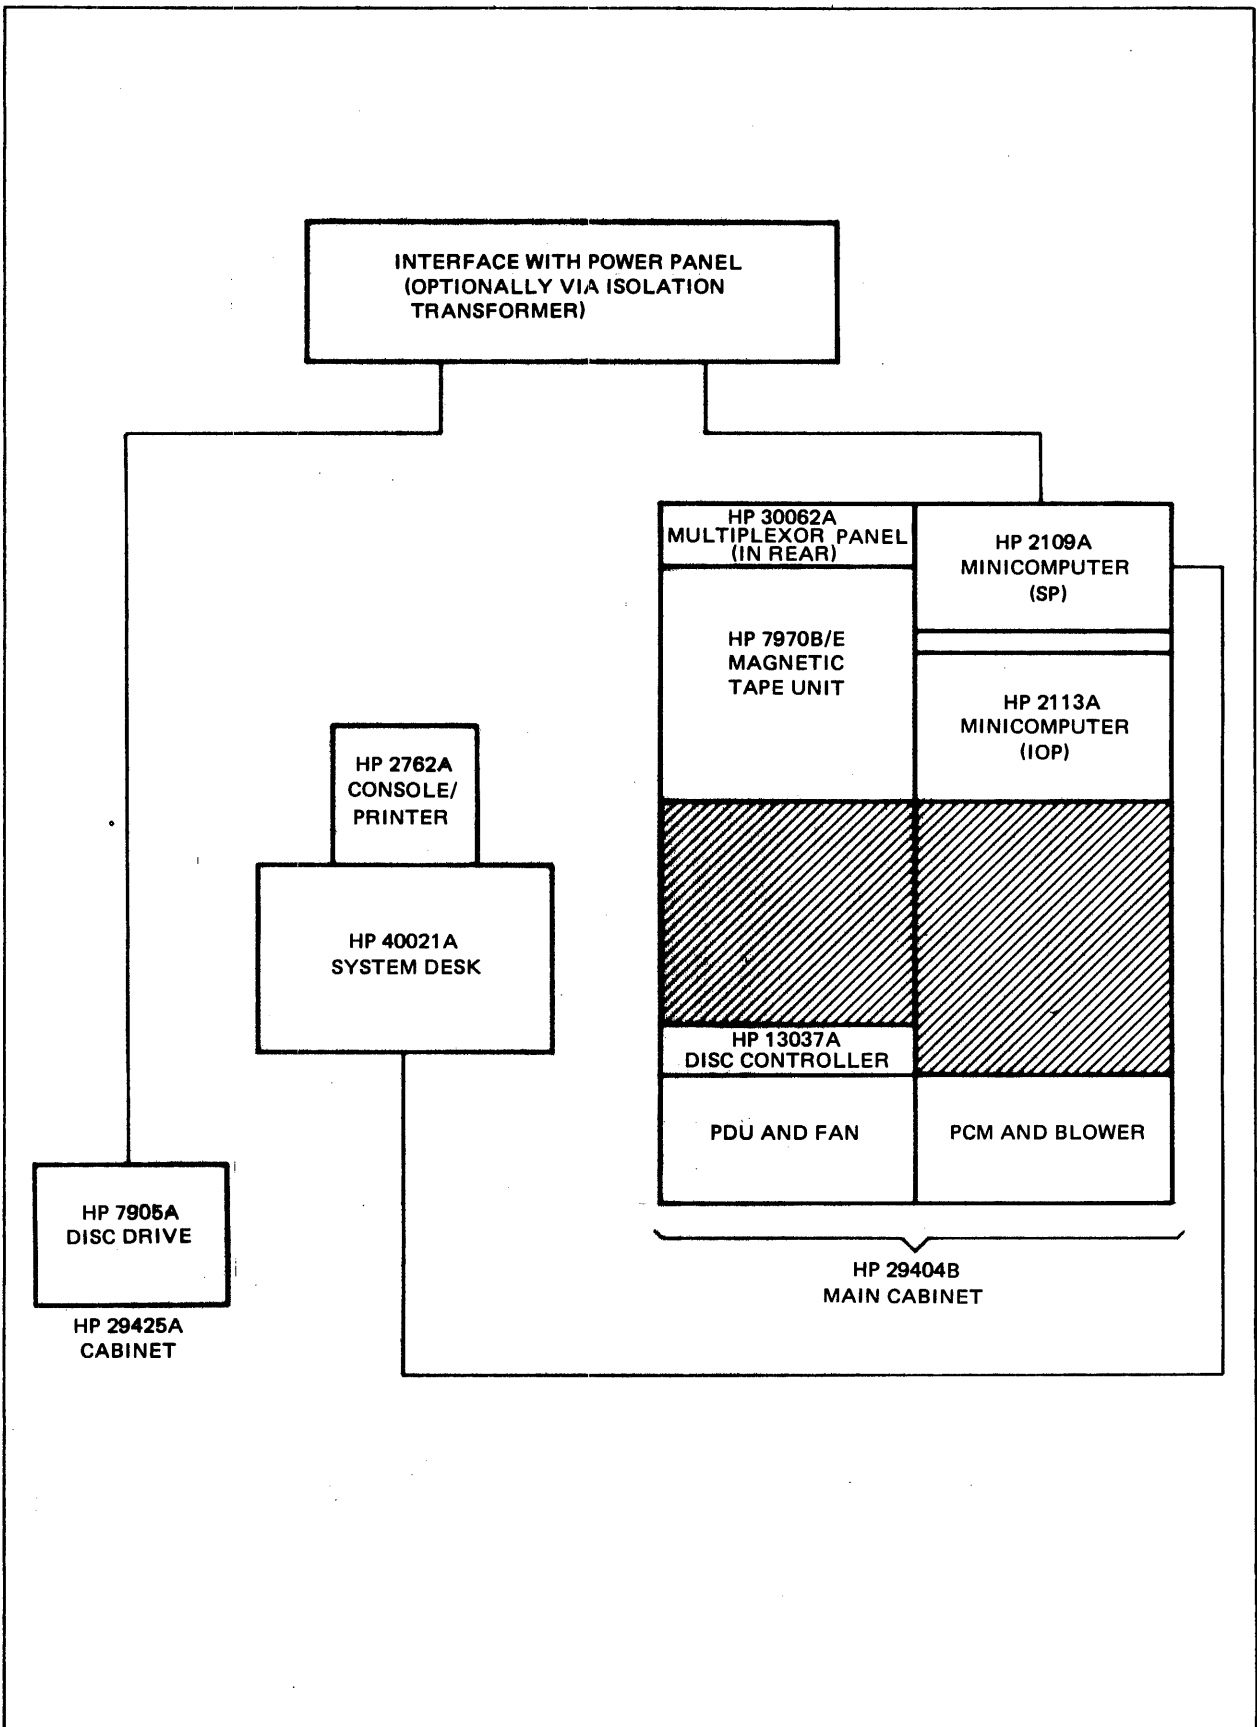 INTERFACE WITH POWER PANEL
(OPTIONALLY VIA ISOLATION
TRANSFORMER)
HP 30062A
MULTIPLEXOR PANEL
(IN REAR)
HP 2109A
MINICOMPUTER
(SP)
HP 7970B/E
MAGNETIC
TAPE UNIT
HP 2113A
MINICOMPUTER
(IOP)
HP 2762A
CONSOLE/
PRINTER
HP 40021A
SYSTEM DESK
HP 13037A
DISC CONTROLLER
PDU AND FAN
PCM AND BLOWER
HP 7905A
DISC DRIVE
HP 29425A
CABINET
HP 29404B
MAIN CABINET